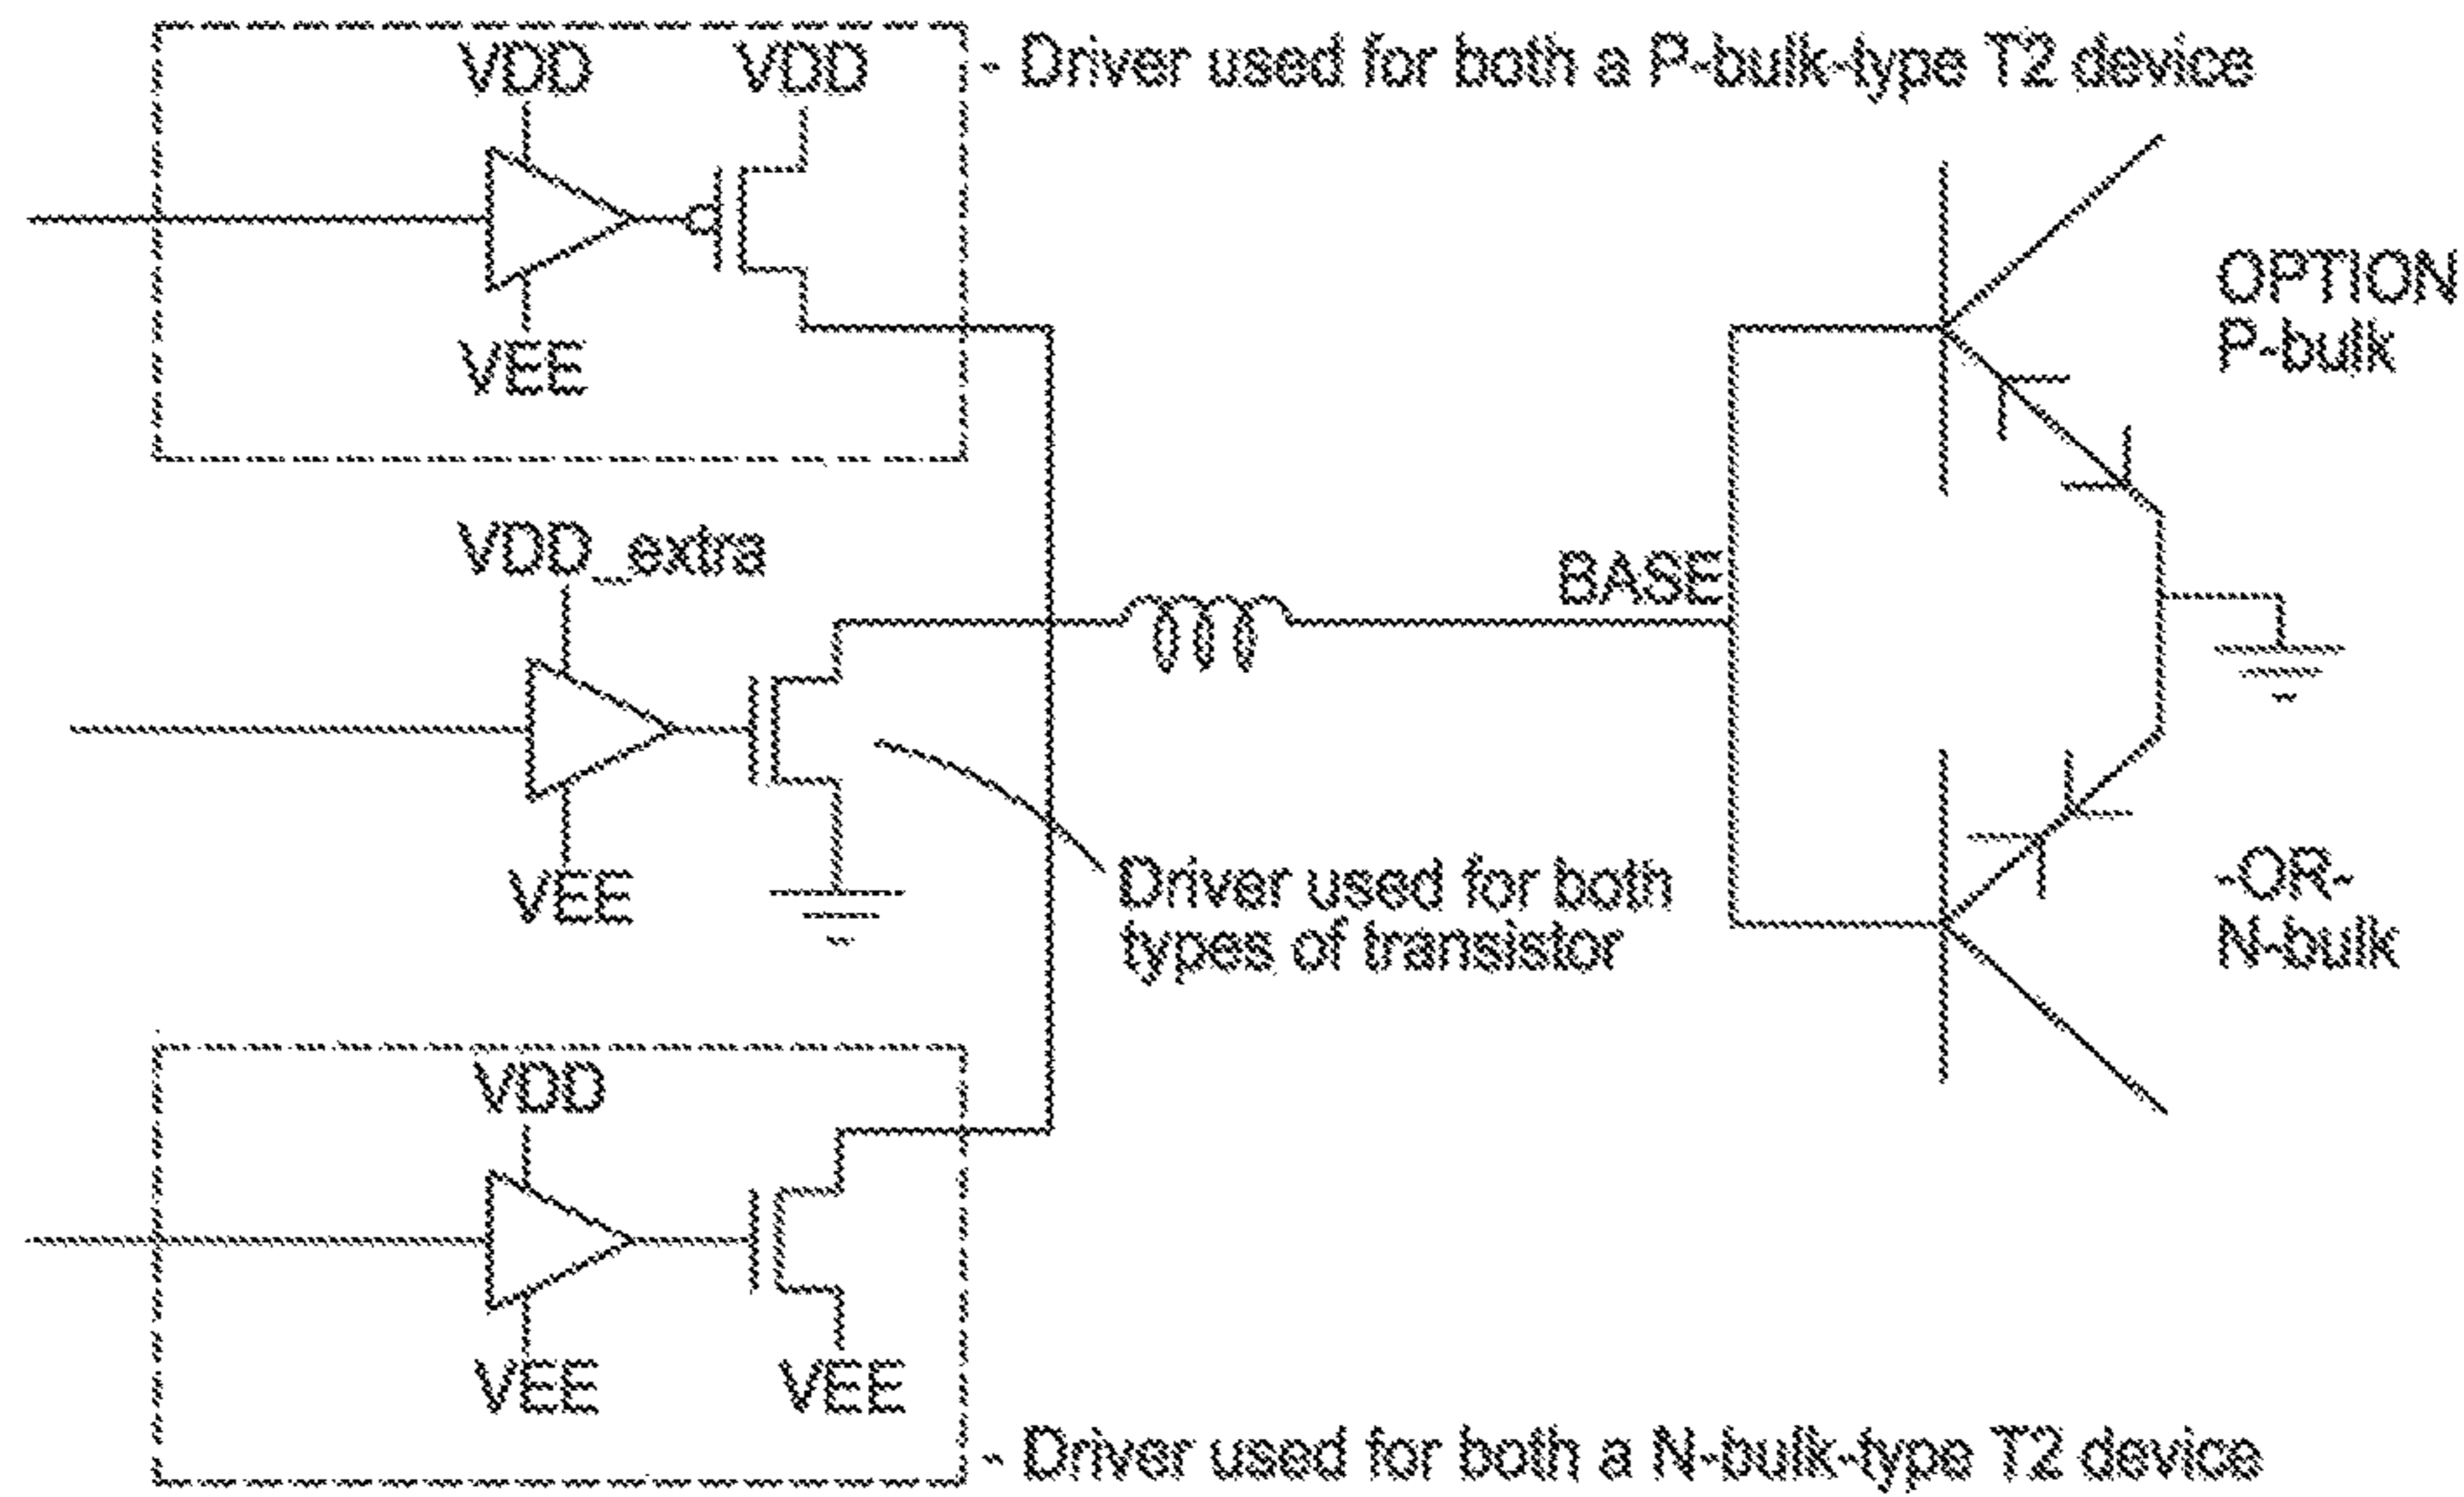 VDD VDD - Driver used for both a P-bulk-type T2 device
OPTION
P-bulk
VEE
VDD_extra
BASE
VEE
Driver used for both
types of transistor
-OR-
N-bulk
VDD
VEE VEE
- Driver used for both a N-bulk-type T2 device